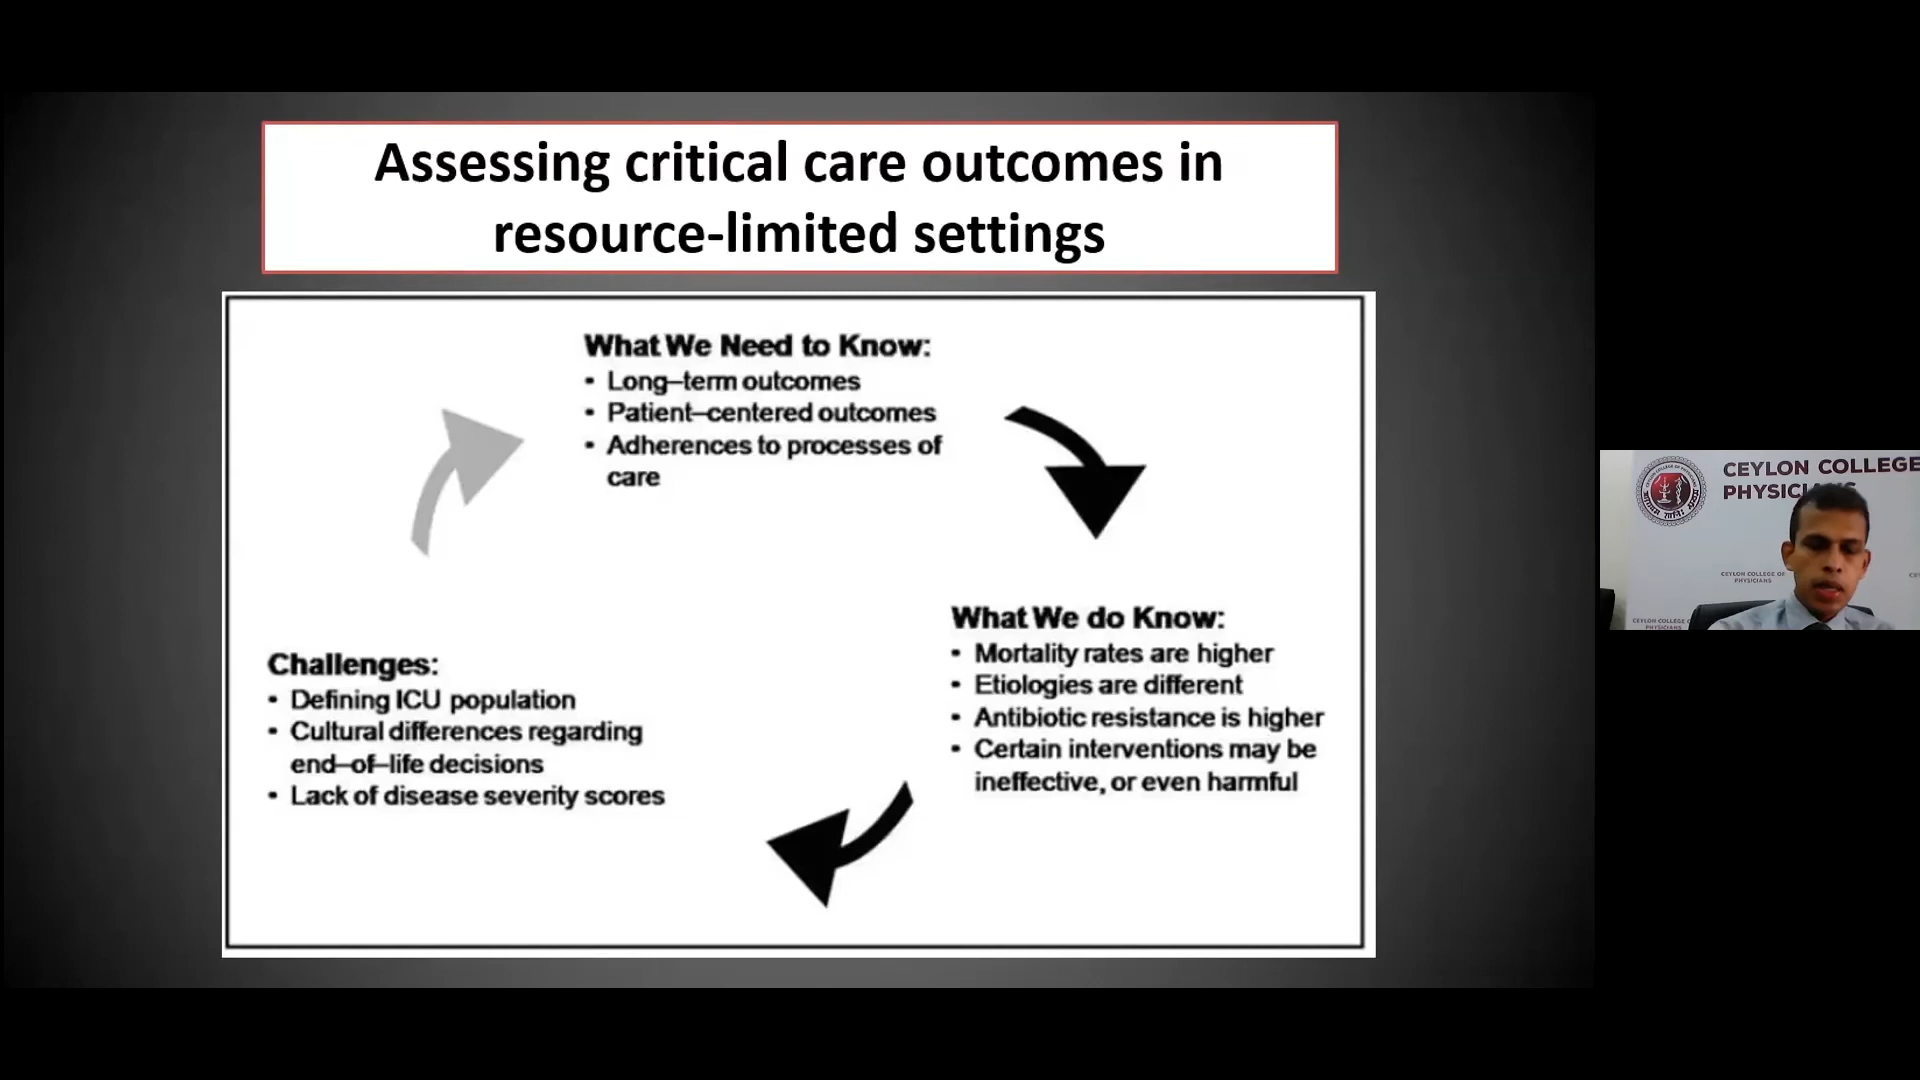 Assessing critical care outcomes in
resource-limited settings
What We Need to Know:
• Long–term outcomes
• Patient–centered outcomes
• Adherences to processes of
care
What We do Know:
• Mortality rates are higher
• Etiologies are different
• Antibiotic resistance is higher
• Certain interventions may be
ineffective, or even harmful
Challenges:
• Defining ICU population
• Cultural differences regarding
end–of–life decisions
• Lack of disease severity scores
CEYLON COLLEGE
PHYSICIANS
CEYLON COLLEGE OF
PHYSICIANS
CEYLON COLLEGE
PHYSICIANS